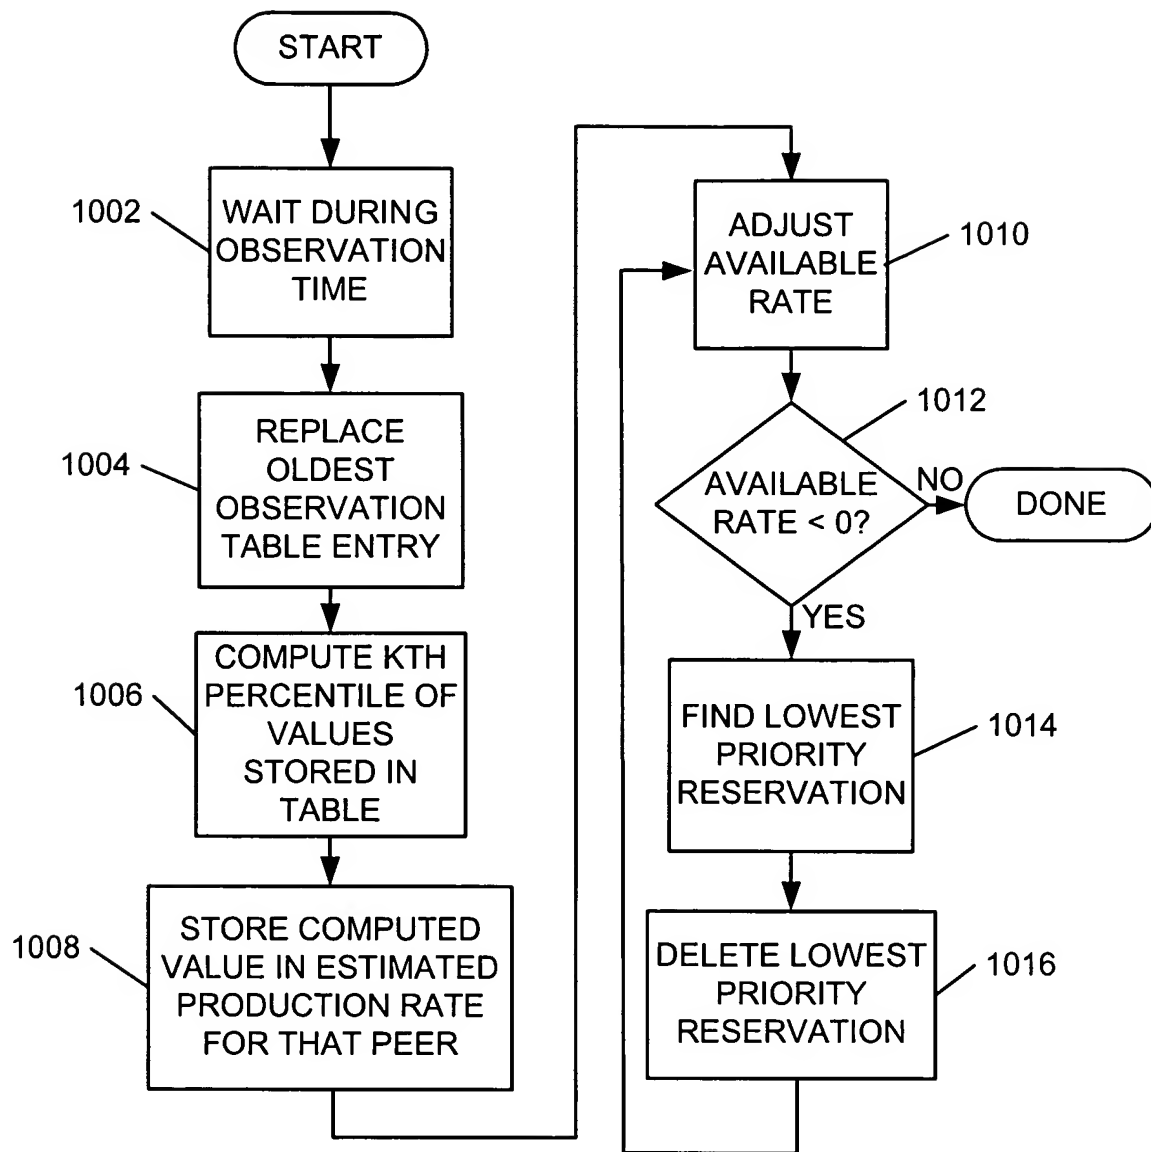 START
1002
WAIT DURING
OBSERVATION
TIME
1004
REPLACE
OLDEST
OBSERVATION
TABLE ENTRY
1006
COMPUTE KTH
PERCENTILE OF
VALUES
STORED IN
TABLE
1008
STORE COMPUTED
VALUE IN ESTIMATED
PRODUCTION RATE
FOR THAT PEER
ADJUST
AVAILABLE
RATE
1010
1012
AVAILABLE
RATE < 0?
NO
DONE
YES
FIND LOWEST
PRIORITY
RESERVATION
1014
DELETE LOWEST
PRIORITY
RESERVATION
1016